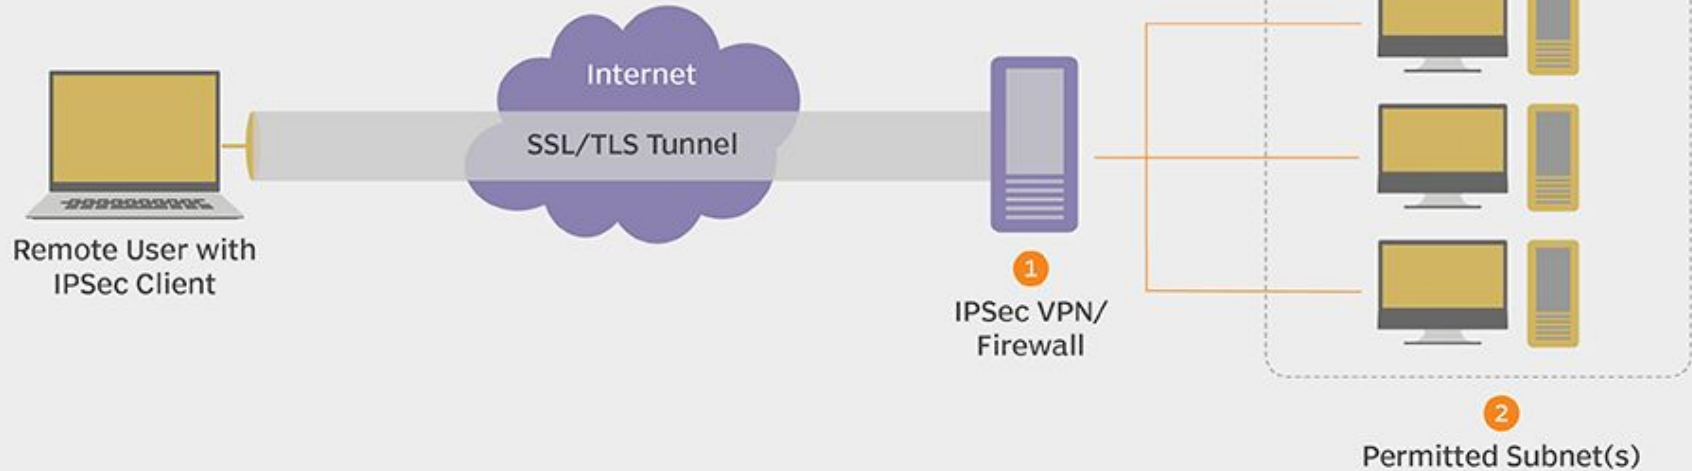 Internet
SSL/TLS Tunnel
Remote User with
IPSec Client
1
IPSec VPN/
Firewall
2
Permitted Subnet(s)